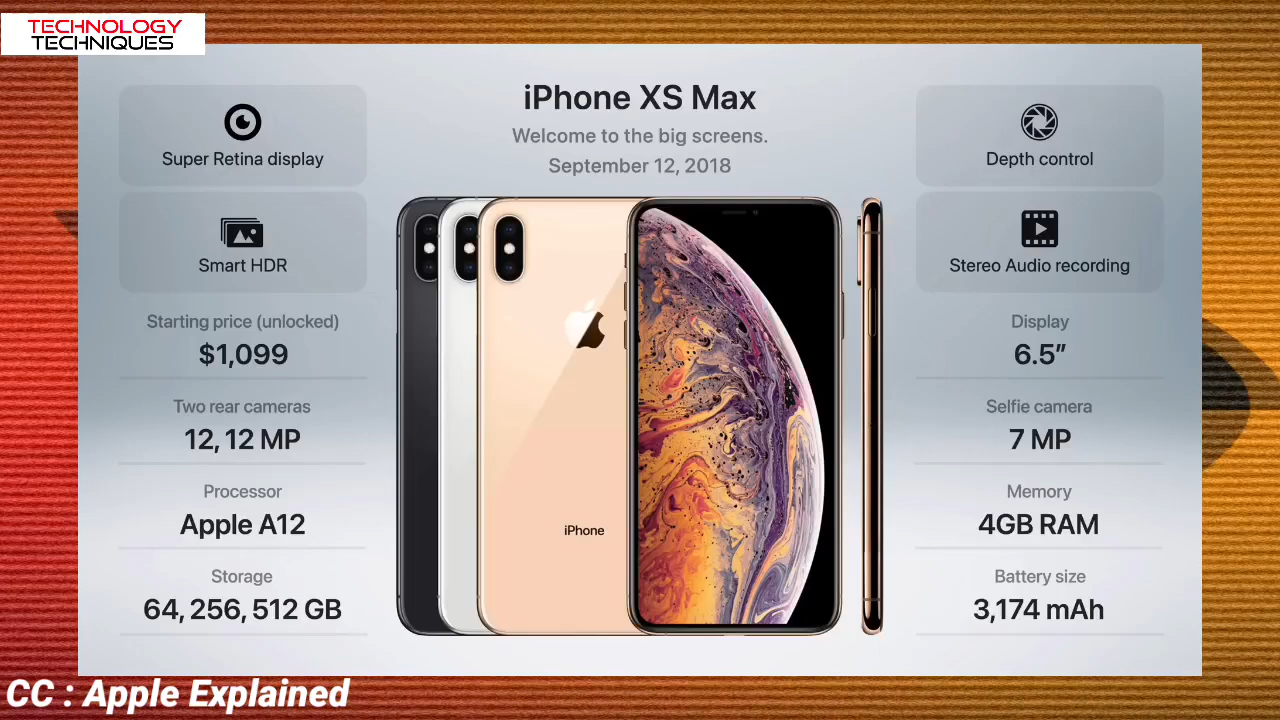 TECHNOLOGY
TECHNIQUES
iPhone XS Max
Welcome to the big screens.
September 12, 2018
Super Retina display
Smart HDR
Starting price (unlocked)
$1,099
Two rear cameras
12, 12 MP
Processor
Apple A12
Storage
64, 256, 512 GB
iPhone
Depth control
Stereo Audio recording
Display
6.5”
Selfie camera
7 MP
Memory
4GB RAM
Battery size
3,174 mAh
CC : Apple Explained